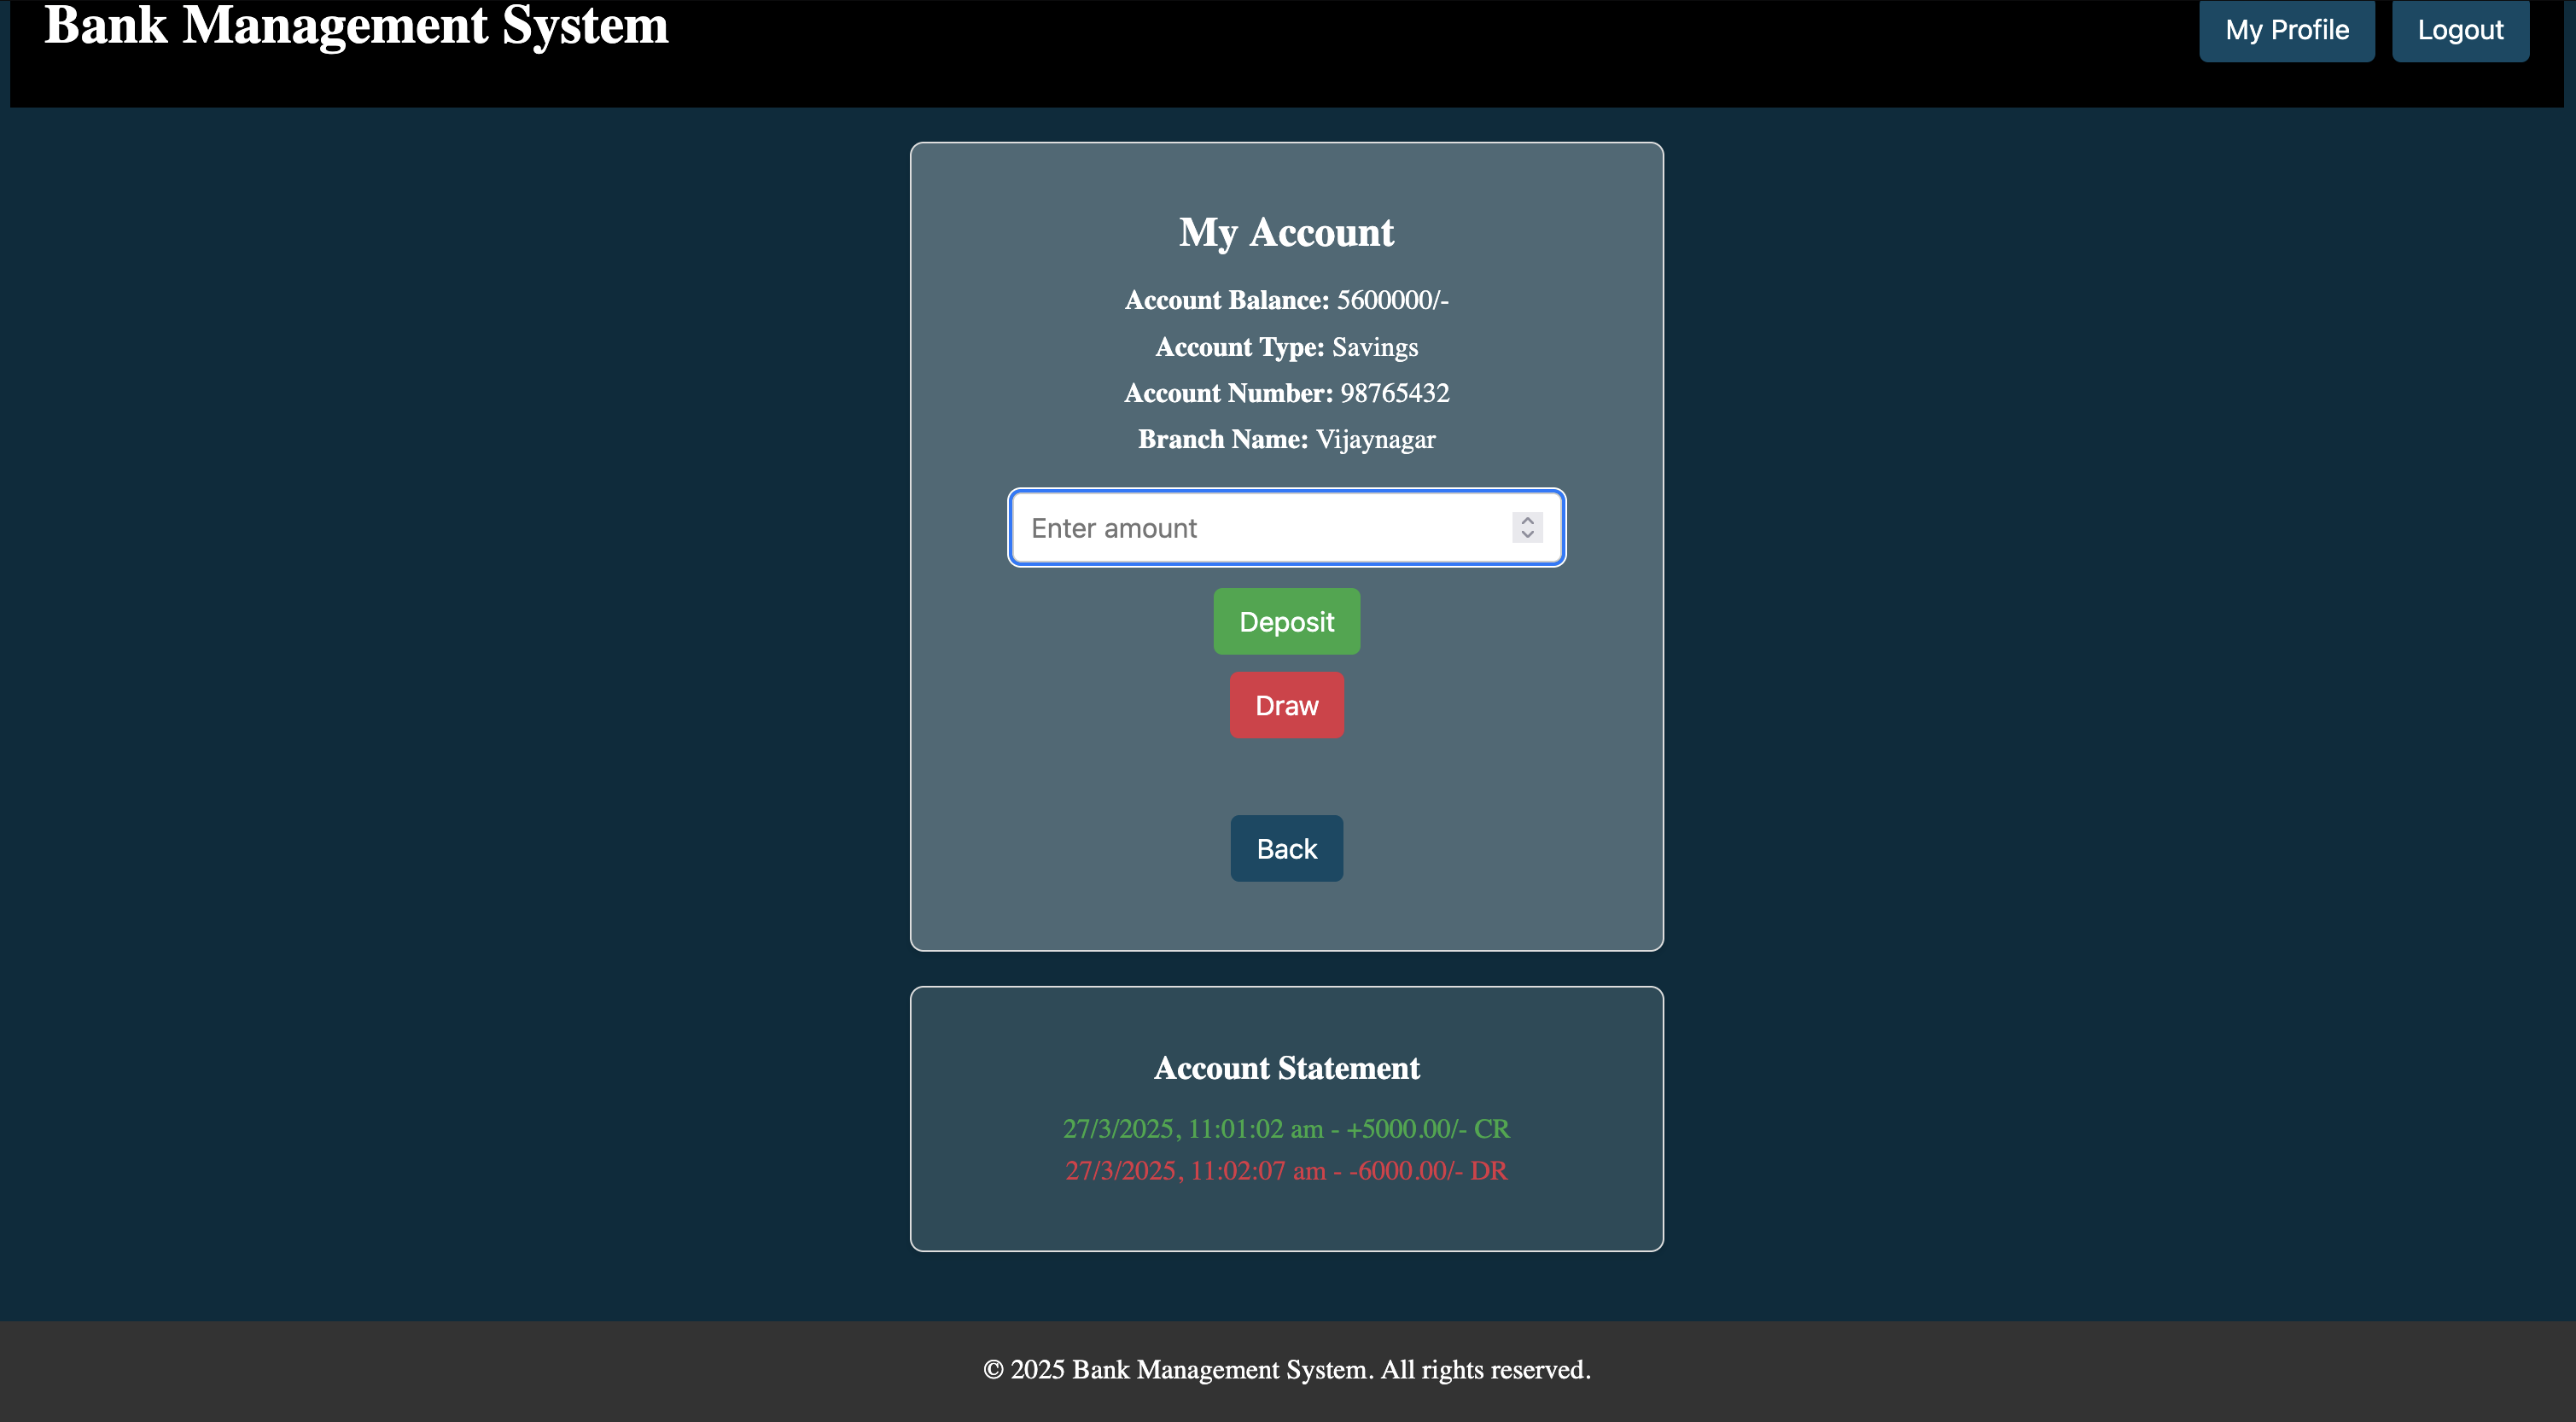 Bank Management System
My Profile
Logout
My Account
Account Balance: 5600000/-
Account Type: Savings
Account Number: 98765432
Branch Name: Vijaynagar
Enter amount
Deposit
Draw
Back
Account Statement
27/3/2025, 11:01:02 am - +5000.00/- CR
27/3/2025, 11:02:07 am - -6000.00/- DR
© 2025 Bank Management System. All rights reserved.